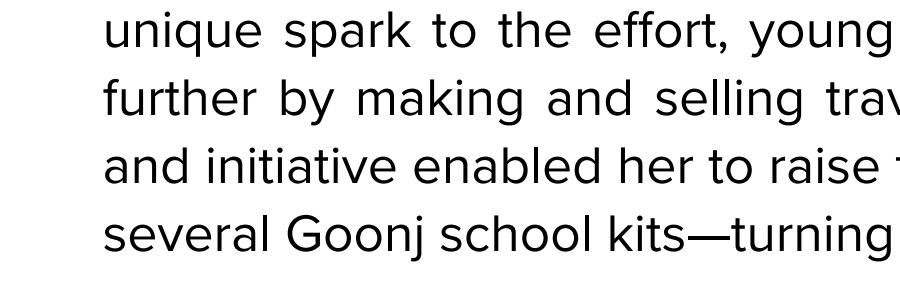 unique spark to the effort, young
further by making and selling
and initiative enabled her to raise
several Goonj school kits—turning